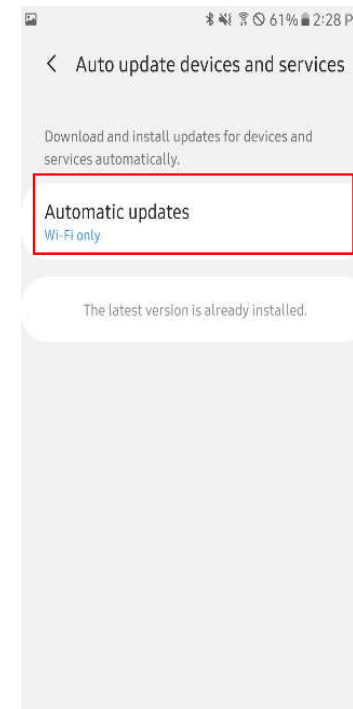 61% 2:28 P
Auto update devices and services
Download and install updates for devices and
services automatically.
Automatic updates
Wi-Fi only
The latest version is already installed.